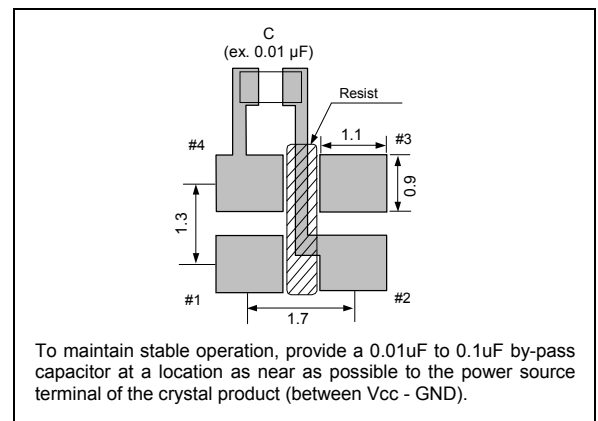 C
(ex. 0.01 µF)
Resist
#4
1.1
#3
0.9
1.3
#1
#2
1.7
To maintain stable operation, provide a 0.01uF to 0.1uF by-pass
capacitor at a location as near as possible to the power source
terminal of the crystal product (between Vcc - GND).